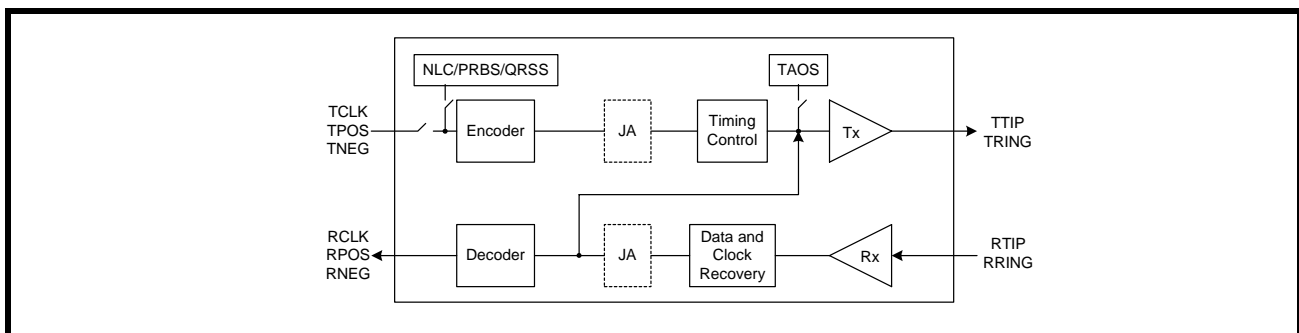 NLC/PRBS/QRSS
TAOS
TCLK
TPOS
TNEG
Encoder
JA
Timing
Control
Tx
TTIP
TRING
RCLK
RPOS
RNEG
Decoder
JA
Data and
Clock
Recovery
Rx
RTIP
RRING